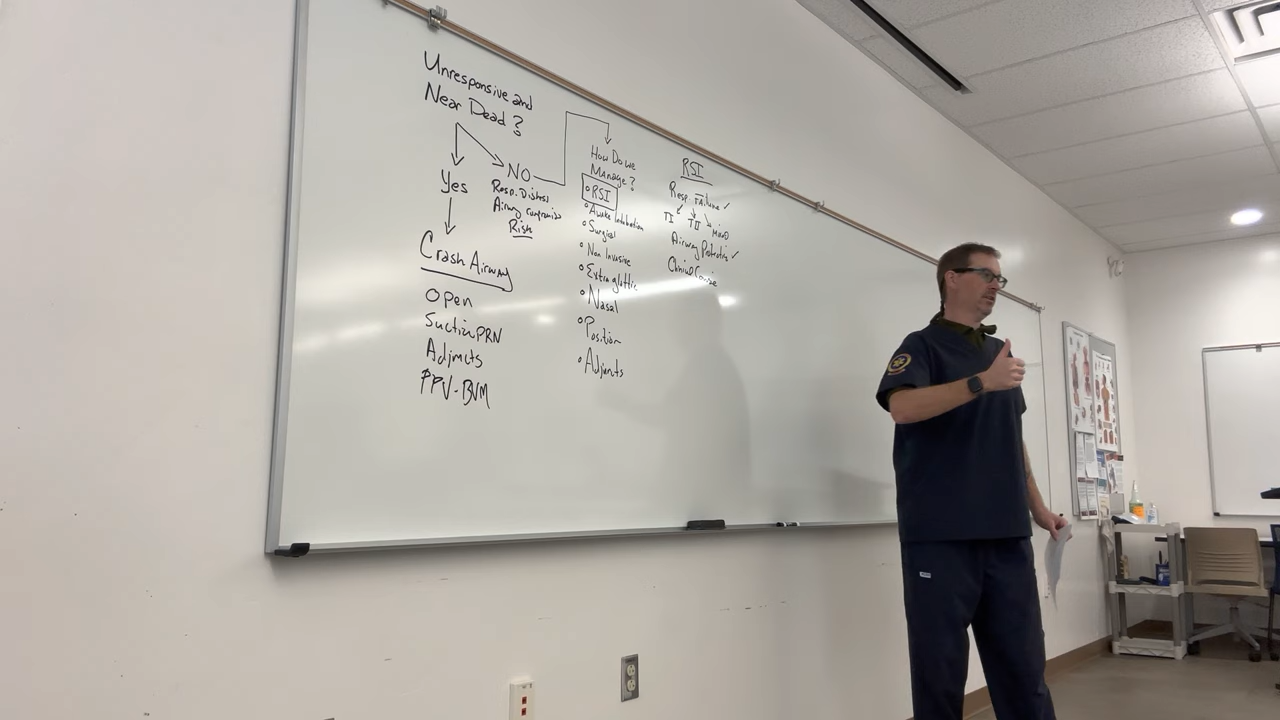 Unresponsive and
Near Dead?
Yes
Crash Airway
Open
Suction PRN
Adjuncts
PPV-BVM
NO
Resp. Distress
Airway compromise
Risk
How Do we
Manage?
RSI
Awake Intubation
Surgical
Non Invasive
Extraglottic
Nasal
Position
Adjuncts
RSI
Resp. Failure ✓
TI TII
Airway Protection ✓
Clinical Course